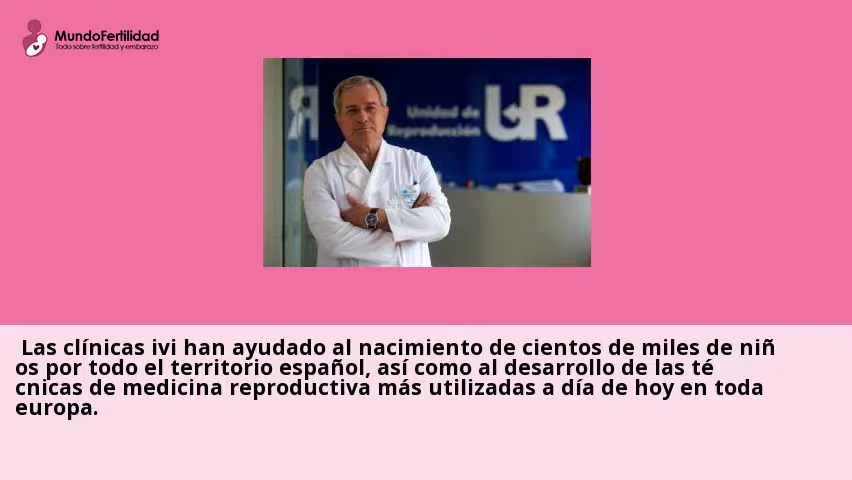 MundoFertilidad
Todo sobre fertilidad y embarazo
Unidad de
Reproducción
UR
Las clínicas ivi han ayudado al nacimiento de cientos de miles de niñ
os por todo el territorio español, así como al desarrollo de las té
cnicas de medicina reproductiva más utilizadas a día de hoy en toda
europa.